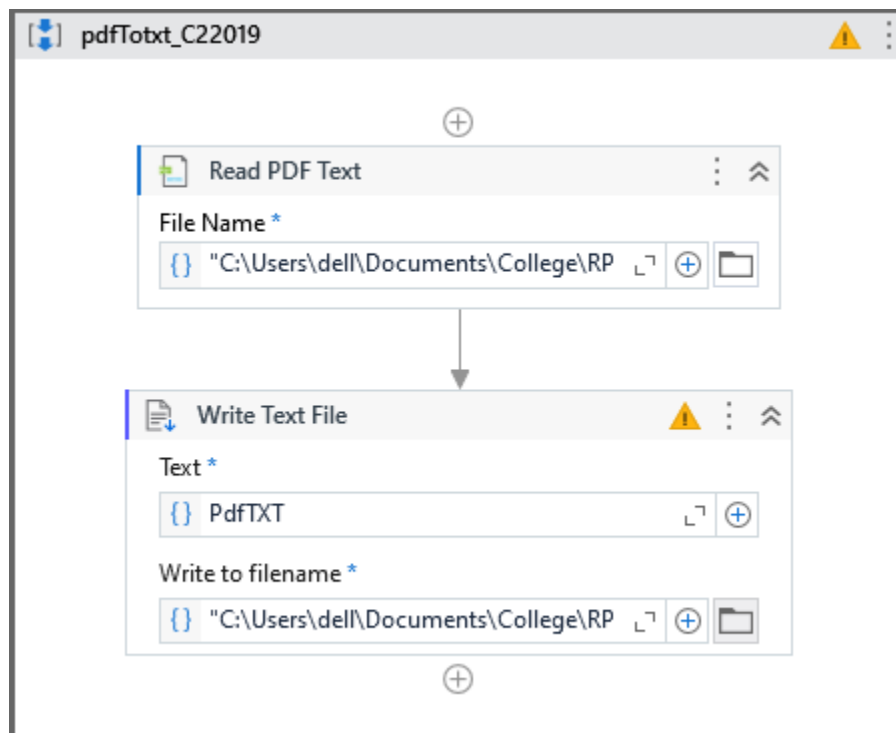 pdfTotxt_C22019
Read PDF Text
File Name *
{} "C:\Users\dell\Documents\College\RP
Write Text File
Text *
{} PdfTXT
Write to filename *
{} "C:\Users\dell\Documents\College\RP